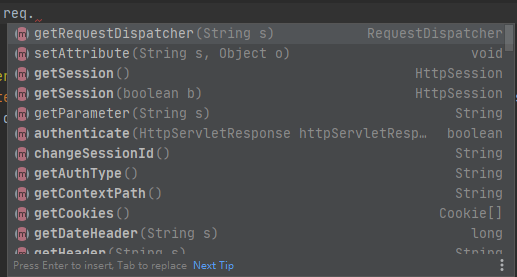 req.
getRequestDispatcher(String s) RequestDispatcher
setAttribute(String s, Object o) void
getSession() HttpSession
getSession(boolean b) HttpSession
getParameter(String s) String
authenticate(HttpServletResponse httpServletResp… boolean
changeSessionId() String
getAuthType() String
getContextPath() String
getCookies() Cookie[]
getDateHeader(String s) long
getHeader(String s) String
Press Enter to insert, Tab to replace Next Tip